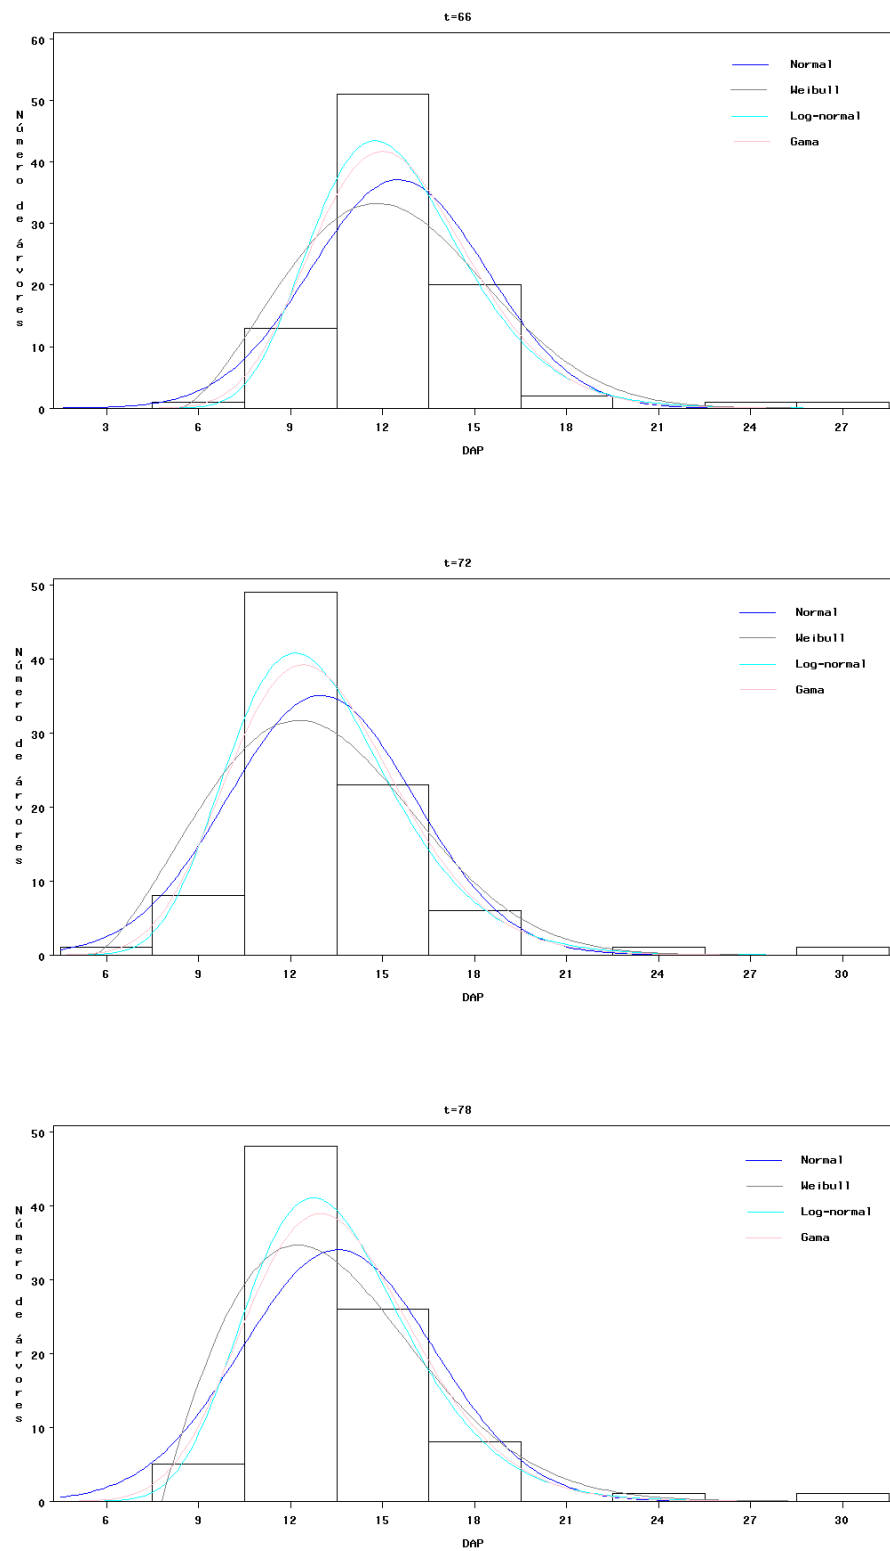 t=66
Número de árvores
60
50
40
30
20
10
0
Normal
Weibull
Log-normal
Gama
3 6 9 12 15 18 21 24 27
DAP
t=72
Número de árvores
50
40
30
20
10
0
Normal
Weibull
Log-normal
Gama
6 9 12 15 18 21 24 27 30
DAP
t=78
Número de árvores
50
40
30
20
10
0
Normal
Weibull
Log-normal
Gama
6 9 12 15 18 21 24 27 30
DAP